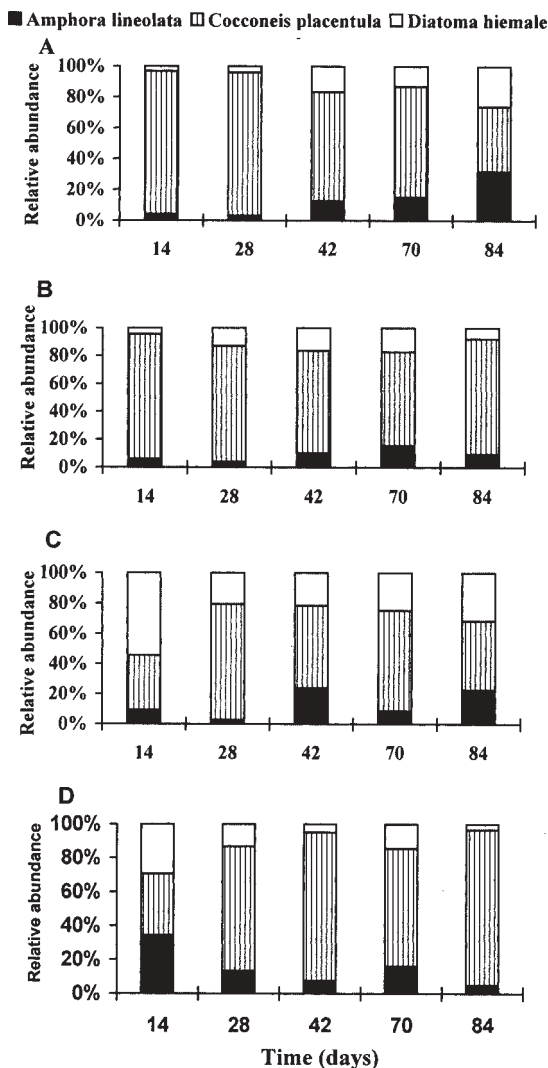 Amphora lineolata Cocconeis placentula Diatoma hiemale
A
Relative abundance
100%
80%
60%
40%
20%
0%
14 28 42 70 84
B
Relative abundance
100%
80%
60%
40%
20%
0%
14 28 42 70 84
C
Relative abundance
100%
80%
60%
40%
20%
0%
14 28 42 70 84
D
Relative abundance
100%
80%
60%
40%
20%
0%
14 28 42 70 84
Time (days)